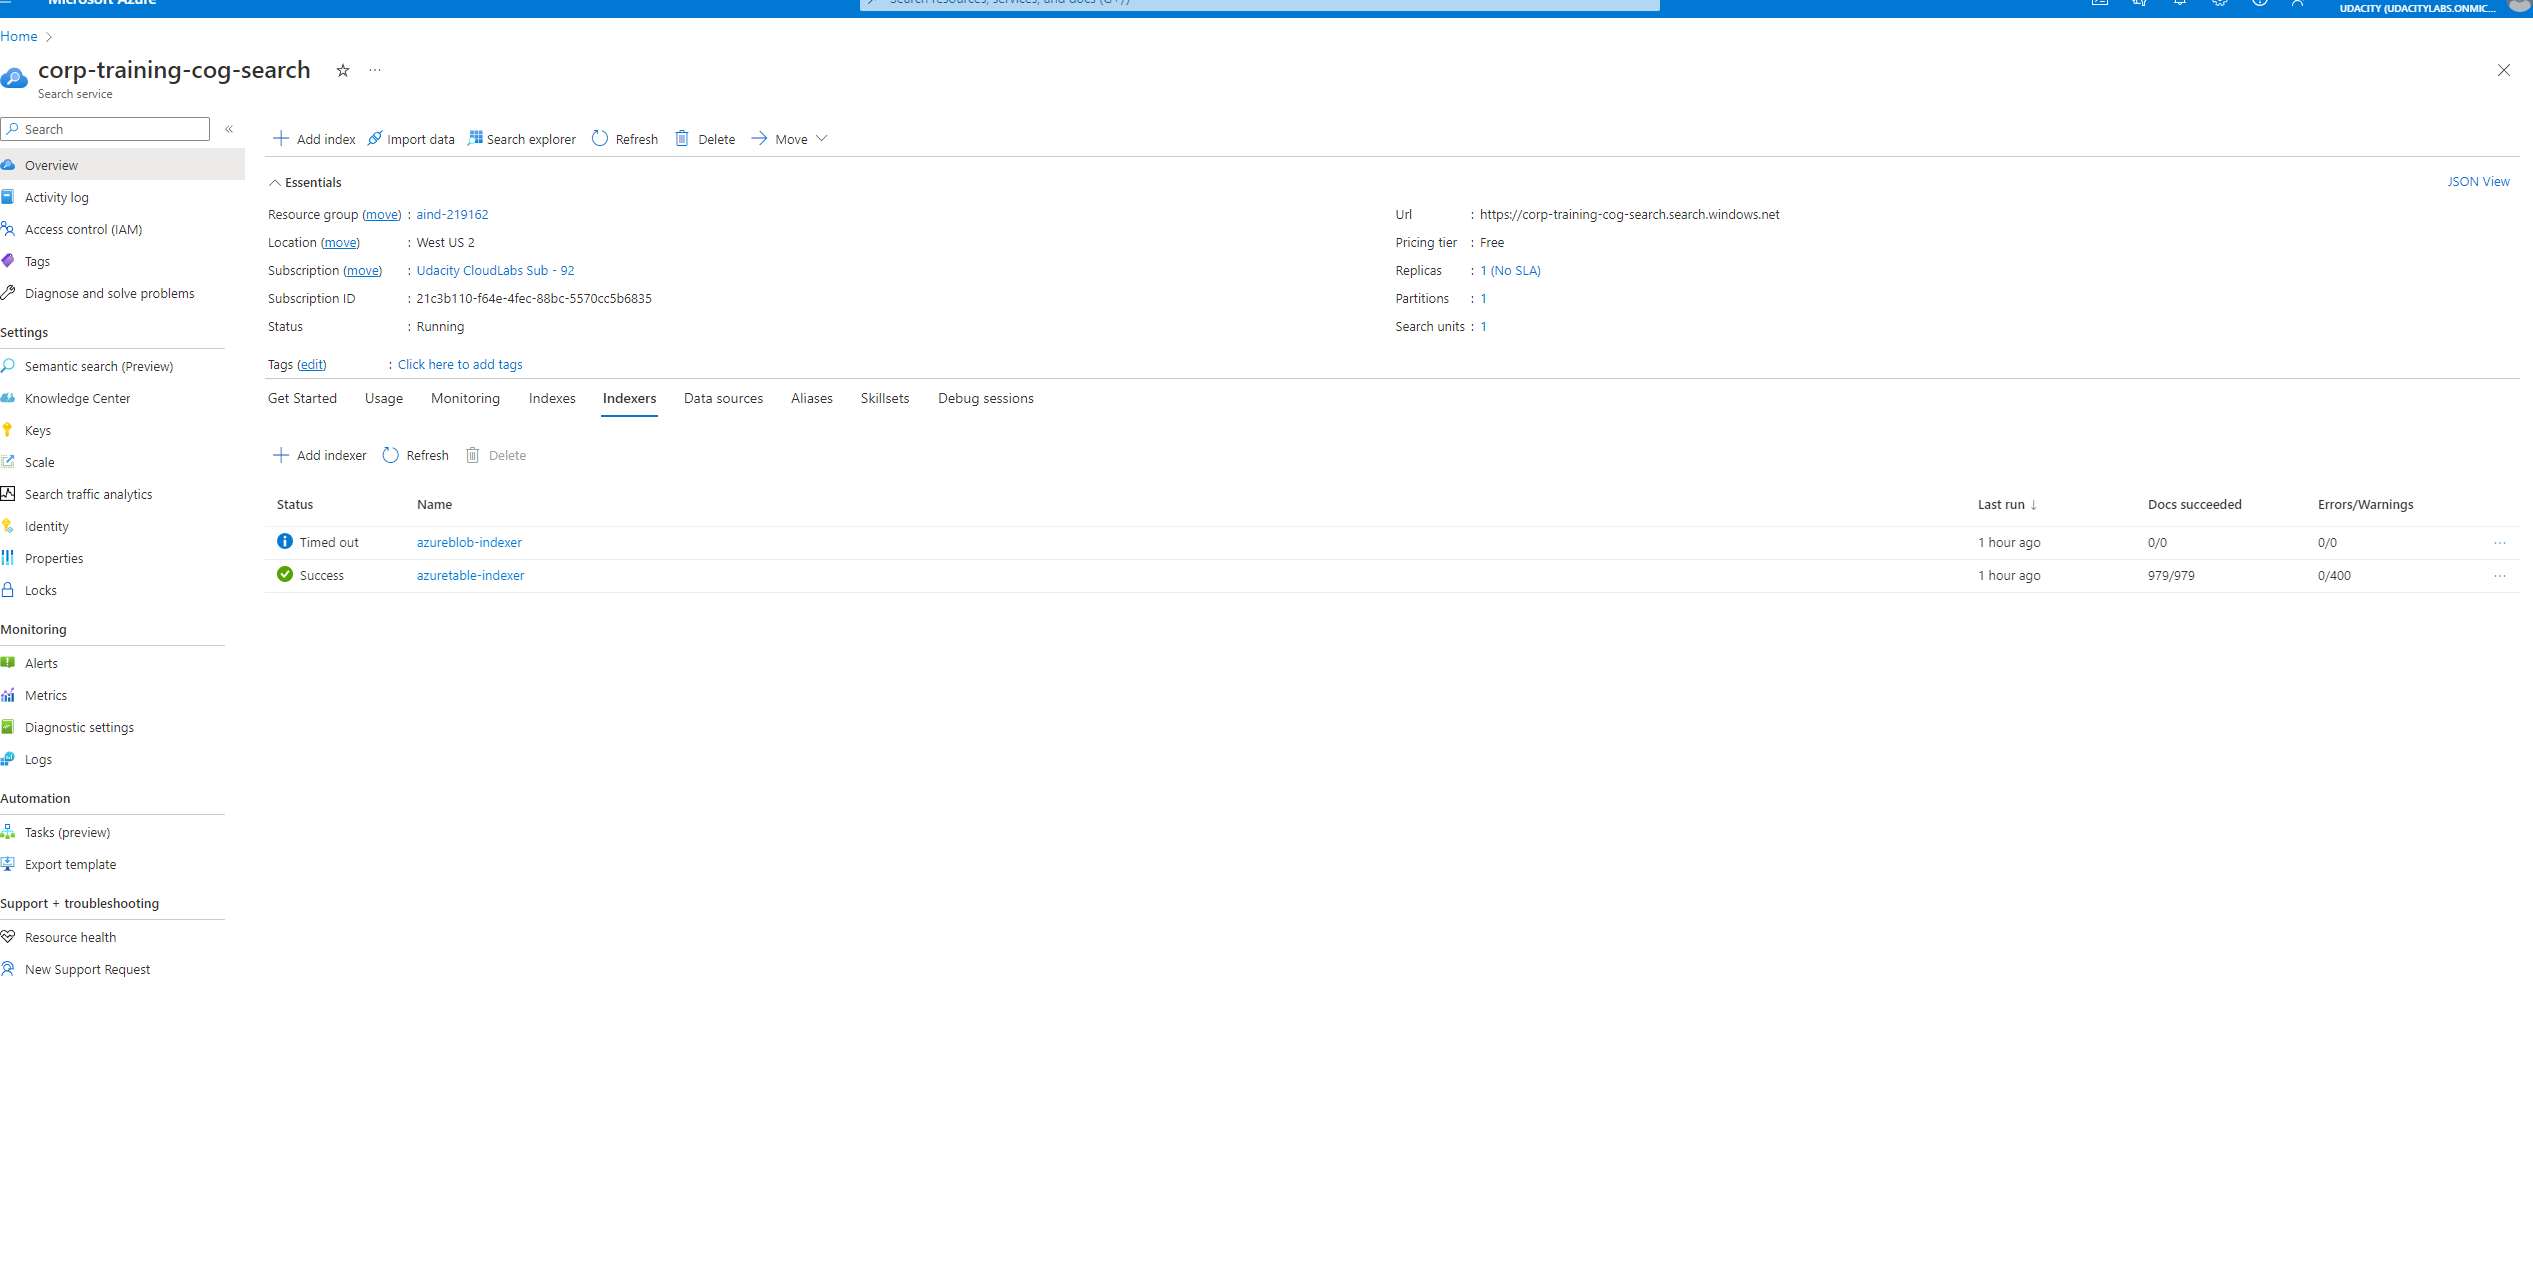 Microsoft Azure
Search resources, services, and docs (G+/)
UDACITY (UDACITYLABS.ONMIC...
Home
corp-training-cog-search
Search service
Search
Overview
Activity log
Access control (IAM)
Tags
Diagnose and solve problems
Settings
Semantic search (Preview)
Knowledge Center
Keys
Scale
Search traffic analytics
Identity
Properties
Locks
Monitoring
Alerts
Metrics
Diagnostic settings
Logs
Automation
Tasks (preview)
Export template
Support + troubleshooting
Resource health
New Support Request
Add index Import data Search explorer Refresh Delete Move
Essentials
JSON View
Resource group (move) : aind-219162
Location (move) : West US 2
Subscription (move) : Udacity CloudLabs Sub - 92
Subscription ID : 21c3b110-f64e-4fec-88bc-5570cc5b6835
Status : Running
Url : https://corp-training-cog-search.search.windows.net
Pricing tier : Free
Replicas : 1 (No SLA)
Partitions : 1
Search units : 1
Tags (edit) : Click here to add tags
Get Started Usage Monitoring Indexes Indexers Data sources Aliases Skillsets Debug sessions
Add indexer Refresh Delete
Status Name Last run ↓ Docs succeeded Errors/Warnings
Timed out azureblob-indexer 1 hour ago 0/0 0/0
Success azuretable-indexer 1 hour ago 979/979 0/400